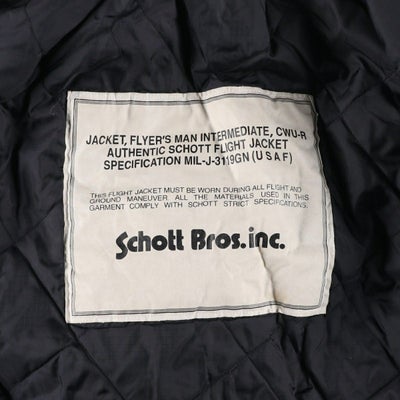 JACKET, FLYER'S MAN INTERMEDIATE, CWU-R
AUTHENTIC SCHOTT FLIGHT JACKET
SPECIFICATION MIL-J-3119GN (USAF)
THIS FLIGHT JACKET MUST BE WORN DURING ALL FLIGHT AND
GROUND MANEUVER ALL THE MATERIALS USED IN THIS
GARMENT COMPLY WITH SCHOTT STRICT SPECIFICATIONS.
Schott Bros. inc.